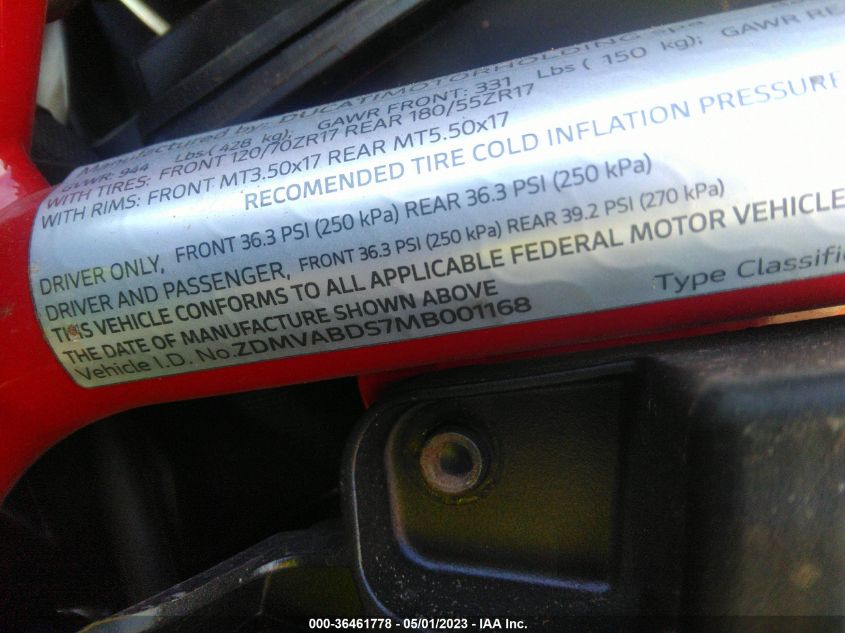 Manufactured by: DUCATIMOTORHOLDING spa
GVWR: 944 Lbs ( 428 kg); GAWR FRONT: 331 Lbs ( 150 kg); GAWR RE
WITH TIRES: FRONT 120/70ZR17 REAR 180/55ZR17
WITH RIMS: FRONT MT3.50x17 REAR MT5.50x17
RECOMENDED TIRE COLD INFLATION PRESSURE
DRIVER ONLY, FRONT 36.3 PSI (250 kPa) REAR 36.3 PSI (250 kPa)
DRIVER AND PASSENGER, FRONT 36.3 PSI (250 kPa) REAR 39.2 PSI (270 kPa)
THIS VEHICLE CONFORMS TO ALL APPLICABLE FEDERAL MOTOR VEHICLE
THE DATE OF MANUFACTURE SHOWN ABOVE
Vehicle I.D. No.ZDMVABDS7MB001168
Type Classifi
000-36461778 - 05/01/2023 - IAA Inc.